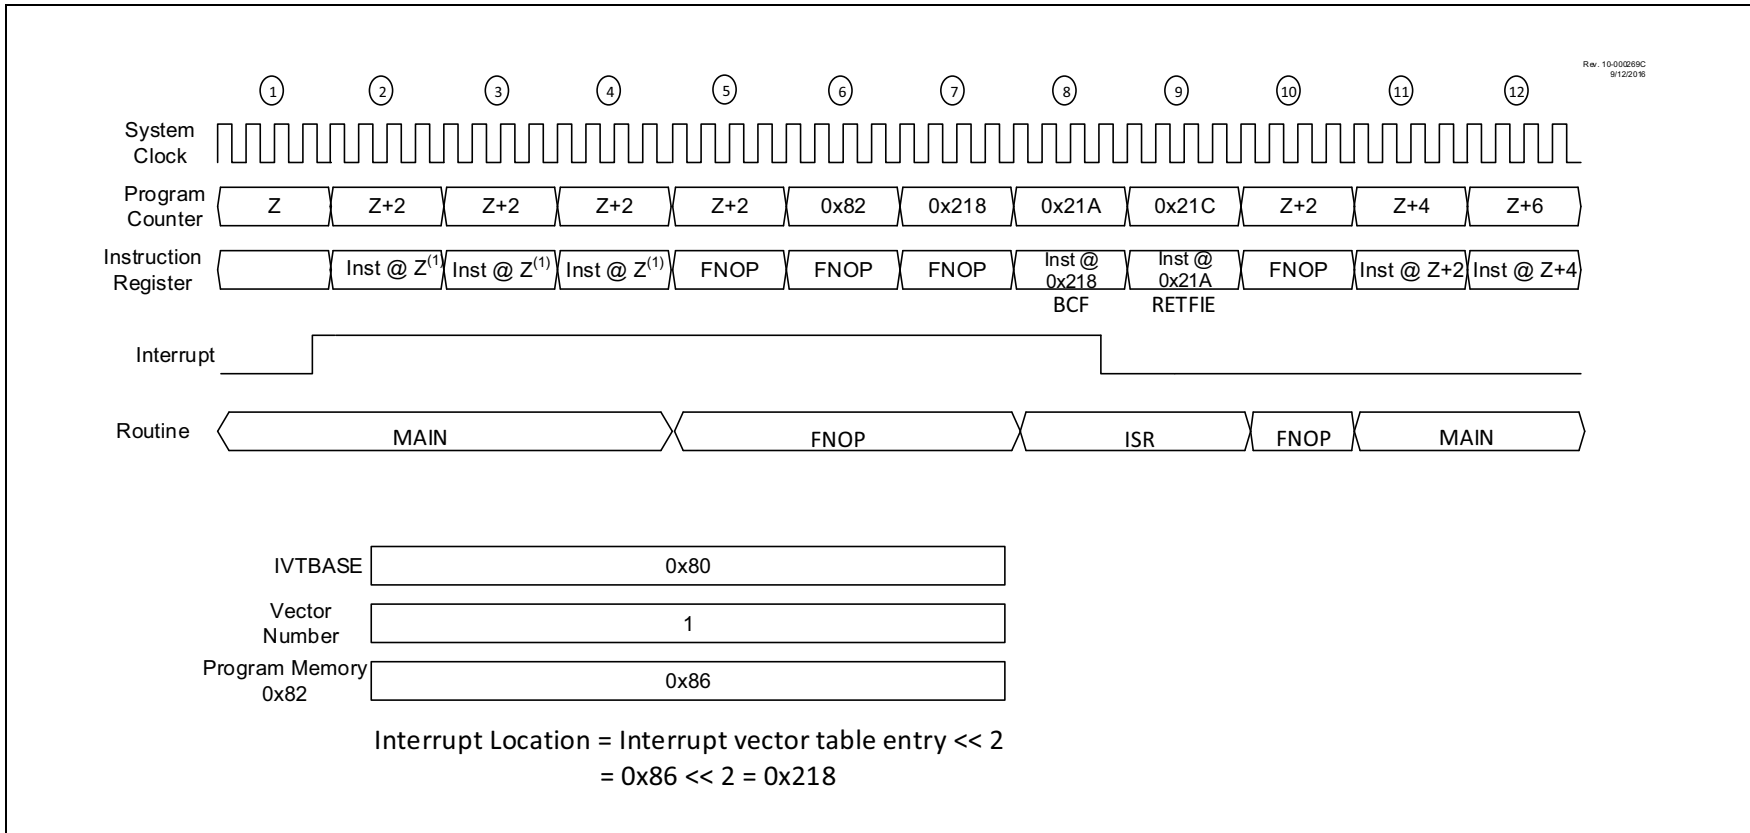 Rev. 10-000269C
9/12/2016
1 2 3 4 5 6 7 8 9 10 11 12
System
Clock
Program
Counter
Z Z+2 Z+2 Z+2 Z+2 0x82 0x218 0x21A 0x21C Z+2 Z+4 Z+6
Instruction
Register
Inst @ Z(1) Inst @ Z(1) Inst @ Z(1) FNOP FNOP FNOP Inst @ 0x218 Inst @ 0x21A FNOP Inst @ Z+2 Inst @ Z+4
BCF RETFIE
Interrupt
Routine MAIN FNOP ISR FNOP MAIN
IVTBASE 0x80
Vector
Number
1
Program Memory
0x82
0x86
Interrupt Location = Interrupt vector table entry << 2
= 0x86 << 2 = 0x218